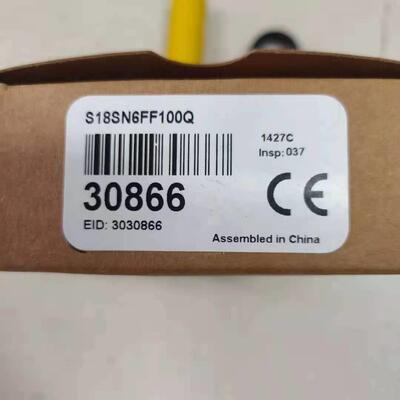 S18SN6FF100Q
1427C
Insp: 037
30866
CE
EID: 3030866
Assembled in China